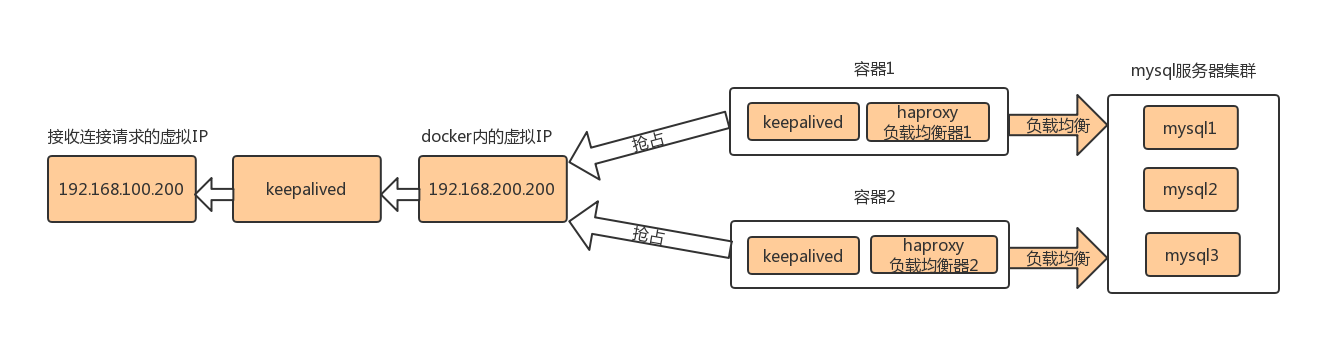 接收连接请求的虚拟IP
192.168.100.200
keepalived
docker内的虚拟IP
192.168.200.200
抢占
抢占
容器1
keepalived
haproxy
负载均衡器1
负载均衡
容器2
keepalived
haproxy
负载均衡器2
负载均衡
mysql服务器集群
mysql1
mysql2
mysql3